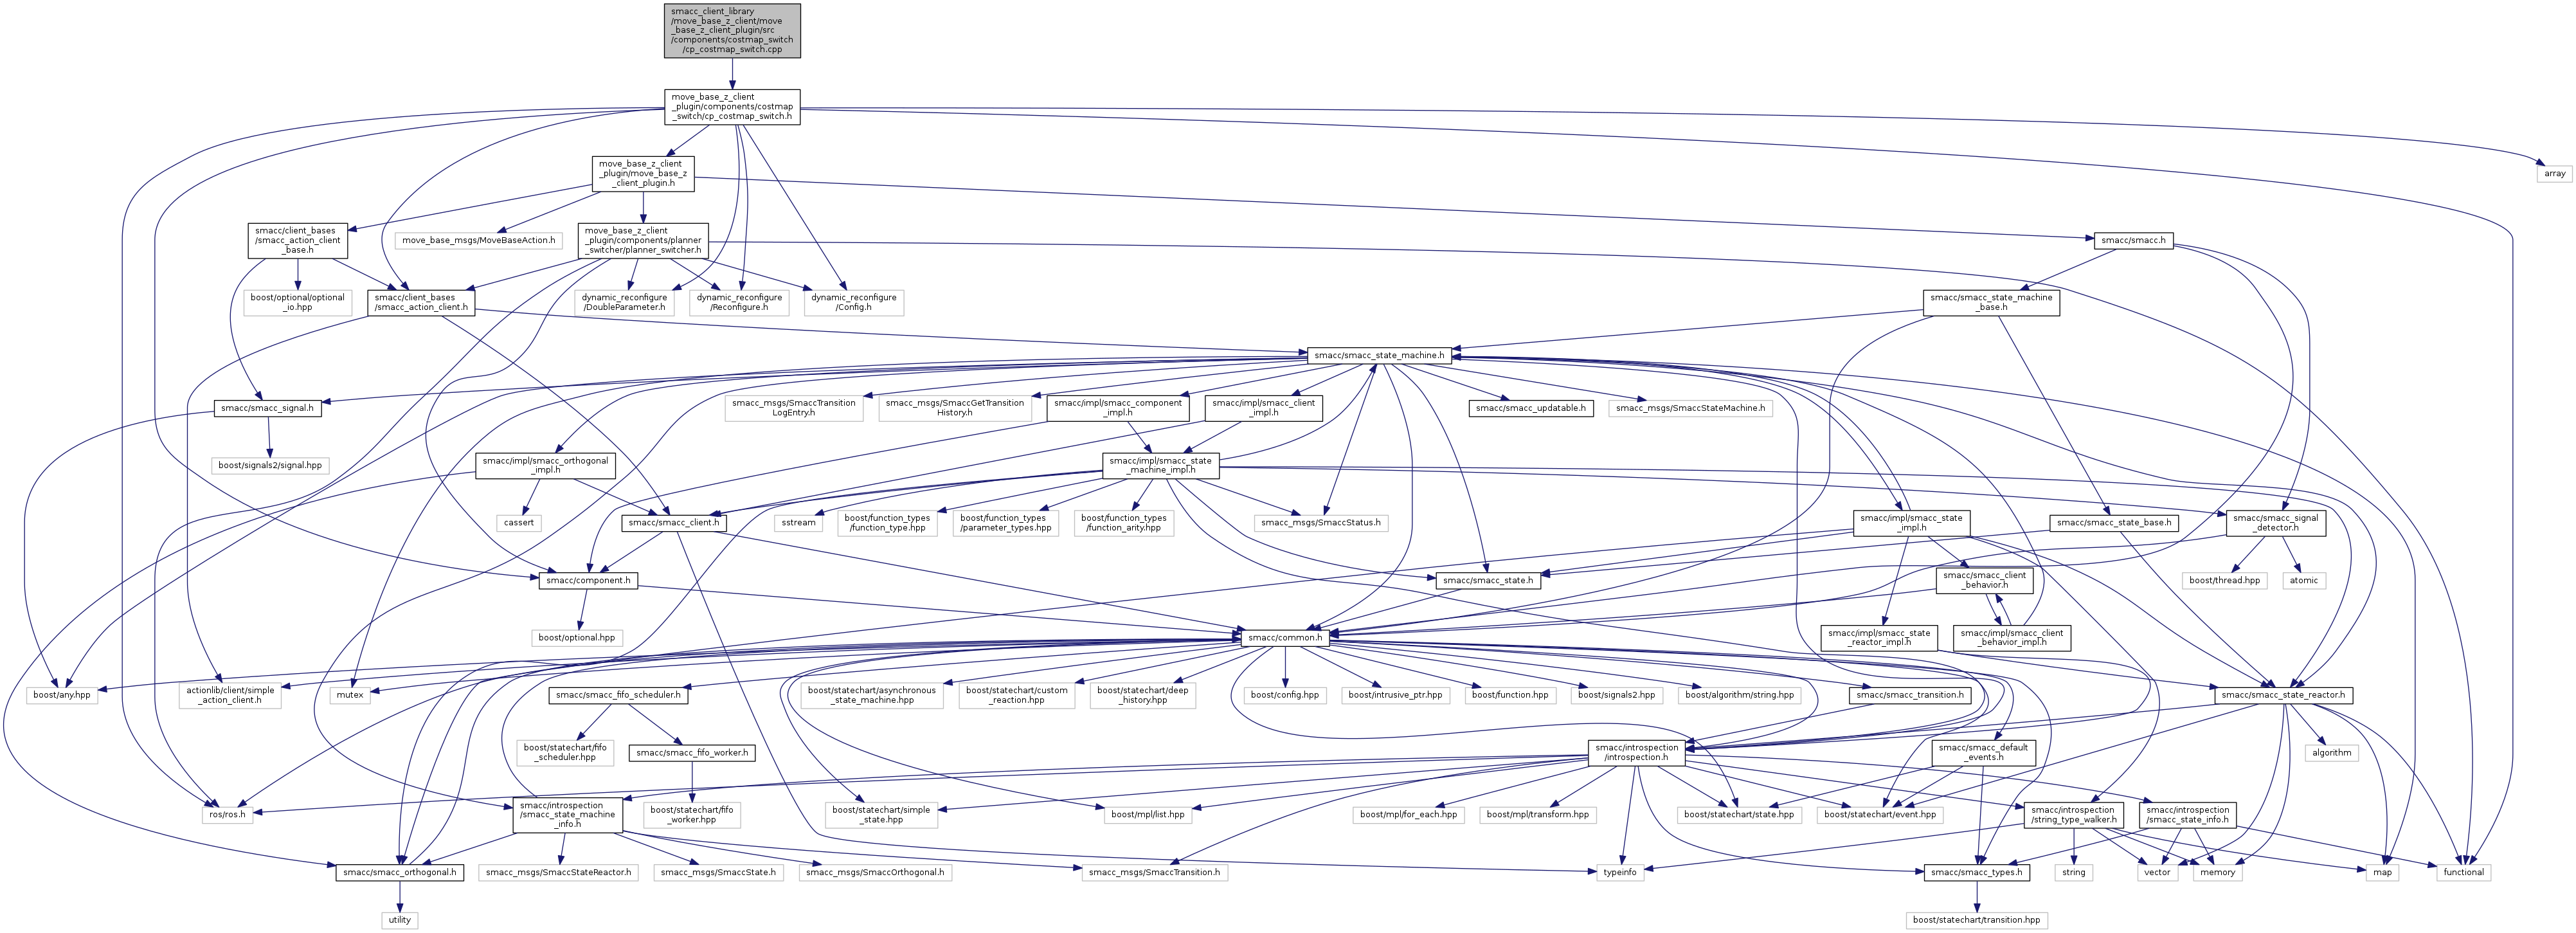 smacc_client_library
/move_base_z_client/move
_base_z_client_plugin/src
/components/costmap_switch
/cp_costmap_switch.cpp
move_base_z_client
_plugin/components/costmap
_switch/cp_costmap_switch.h
move_base_z_client
_plugin/move_base_z
_client_plugin.h
array
smacc/client_bases
/smacc_action_client
_base.h
move_base_msgs/MoveBaseAction.h
move_base_z_client
_plugin/components/planner
_switcher/planner_switcher.h
smacc/smacc.h
boost/optional/optional
_io.hpp
smacc/client_bases
/smacc_action_client.h
dynamic_reconfigure
/DoubleParameter.h
dynamic_reconfigure
/Reconfigure.h
dynamic_reconfigure
/Config.h
smacc/smacc_state_machine
_base.h
smacc/smacc_state_machine.h
smacc/smacc_signal.h
smacc_msgs/SmaccTransition
LogEntry.h
smacc_msgs/SmaccGetTransition
History.h
smacc/impl/smacc_component
_impl.h
smacc/impl/smacc_client
_impl.h
smacc/smacc_updatable.h
smacc_msgs/SmaccStateMachine.h
boost/signals2/signal.hpp
smacc/impl/smacc_orthogonal
_impl.h
smacc/impl/smacc_state
_machine_impl.h
cassert
smacc/smacc_client.h
sstream
boost/function_types
/function_type.hpp
boost/function_types
/parameter_types.hpp
boost/function_types
/function_arity.hpp
smacc_msgs/SmaccStatus.h
smacc/impl/smacc_state
_impl.h
smacc/smacc_state_base.h
smacc/smacc_signal
_detector.h
smacc/component.h
smacc/smacc_state.h
smacc/smacc_client
_behavior.h
boost/thread.hpp
atomic
boost/optional.hpp
smacc/common.h
smacc/impl/smacc_state
_reactor_impl.h
smacc/impl/smacc_client
_behavior_impl.h
boost/any.hpp
actionlib/client/simple
_action_client.h
mutex
smacc/smacc_fifo_scheduler.h
boost/statechart/asynchronous
_state_machine.hpp
boost/statechart/custom
_reaction.hpp
boost/statechart/deep
_history.hpp
boost/config.hpp
boost/intrusive_ptr.hpp
boost/function.hpp
boost/signals2.hpp
boost/algorithm/string.hpp
smacc/smacc_transition.h
smacc/smacc_state_reactor.h
boost/statechart/fifo
_scheduler.hpp
smacc/smacc_fifo_worker.h
smacc/introspection
/introspection.h
smacc/smacc_default
_events.h
algorithm
ros/ros.h
smacc/introspection
/smacc_state_machine
_info.h
boost/statechart/fifo
_worker.hpp
boost/statechart/simple
_state.hpp
boost/mpl/list.hpp
boost/mpl/for_each.hpp
boost/mpl/transform.hpp
boost/statechart/state.hpp
boost/statechart/event.hpp
smacc/introspection
/string_type_walker.h
smacc/introspection
/smacc_state_info.h
smacc/smacc_orthogonal.h
smacc_msgs/SmaccStateReactor.h
smacc_msgs/SmaccState.h
smacc_msgs/SmaccOrthogonal.h
smacc_msgs/SmaccTransition.h
typeinfo
smacc/smacc_types.h
string
vector
memory
map
functional
utility
boost/statechart/transition.hpp